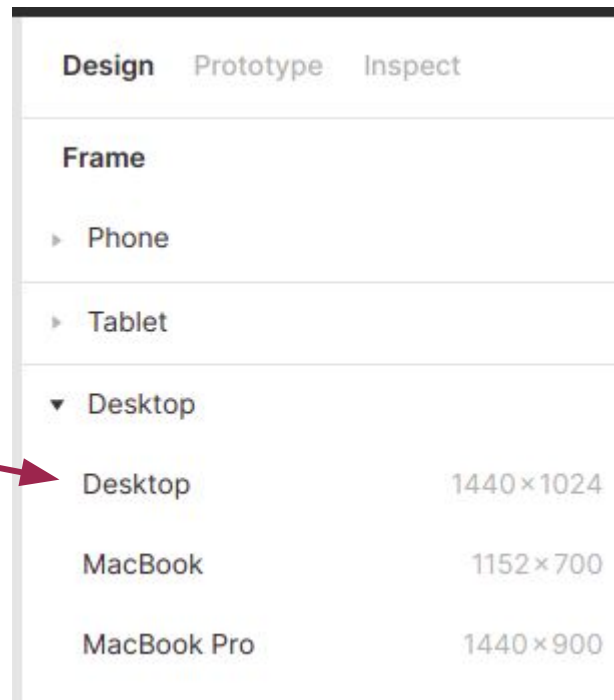 Design Prototype Inspect
Frame
Phone
Tablet
Desktop
Desktop 1440×1024
MacBook 1152×700
MacBook Pro 1440×900